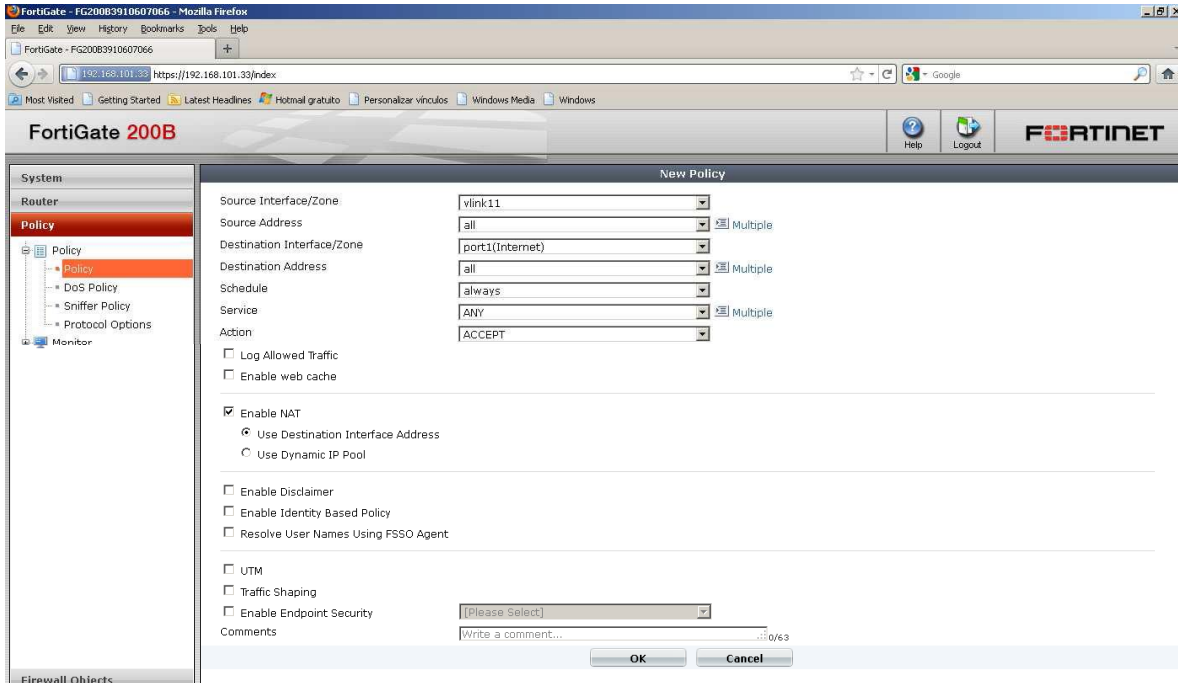 FortiGate - FG200B3910607066 - Mozilla Firefox
File Edit View History Bookmarks Tools Help
FortiGate - FG200B3910607066 +
192.168.101.33 https://192.168.101.33/index
Google
Most Visited Getting Started Latest Headlines Hotmail gratuito Personalizar vínculos Windows Media Windows
FortiGate 200B
Help
Logout
FORTINET
System
Router
Policy
Policy
Policy
DoS Policy
Sniffer Policy
Protocol Options
Monitor
Firewall Objects
New Policy
Source Interface/Zone vlink11
Source Address all Multiple
Destination Interface/Zone port1(Internet)
Destination Address all Multiple
Schedule always
Service ANY Multiple
Action ACCEPT
Log Allowed Traffic
Enable web cache
Enable NAT
Use Destination Interface Address
Use Dynamic IP Pool
Enable Disclaimer
Enable Identity Based Policy
Resolve User Names Using FSSO Agent
UTM
Traffic Shaping
Enable Endpoint Security [Please Select]
Comments Write a comment... 0/63
OK Cancel